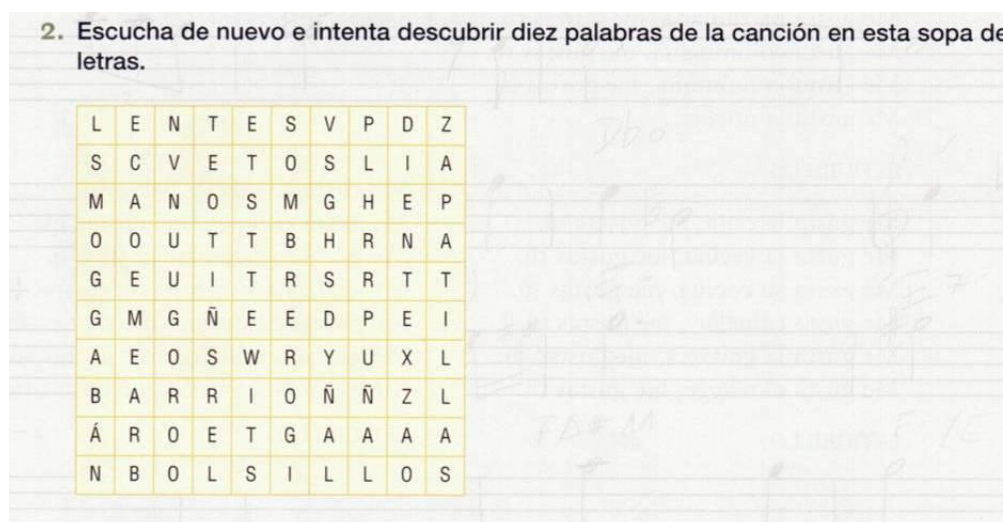 2. Escucha de nuevo e intenta descubrir diez palabras de la canción en esta sopa de
letras.
L E N T E S V P D Z
S C V E T O S L I A
M A N O S M G H E P
O O U T T B H R N A
G E U I T R S R T T
G M G Ñ E E D P E I
A E O S W R Y U X L
B A R R I O Ñ Ñ Z L
Á R O E T G A A A A
N B O L S I L L O S